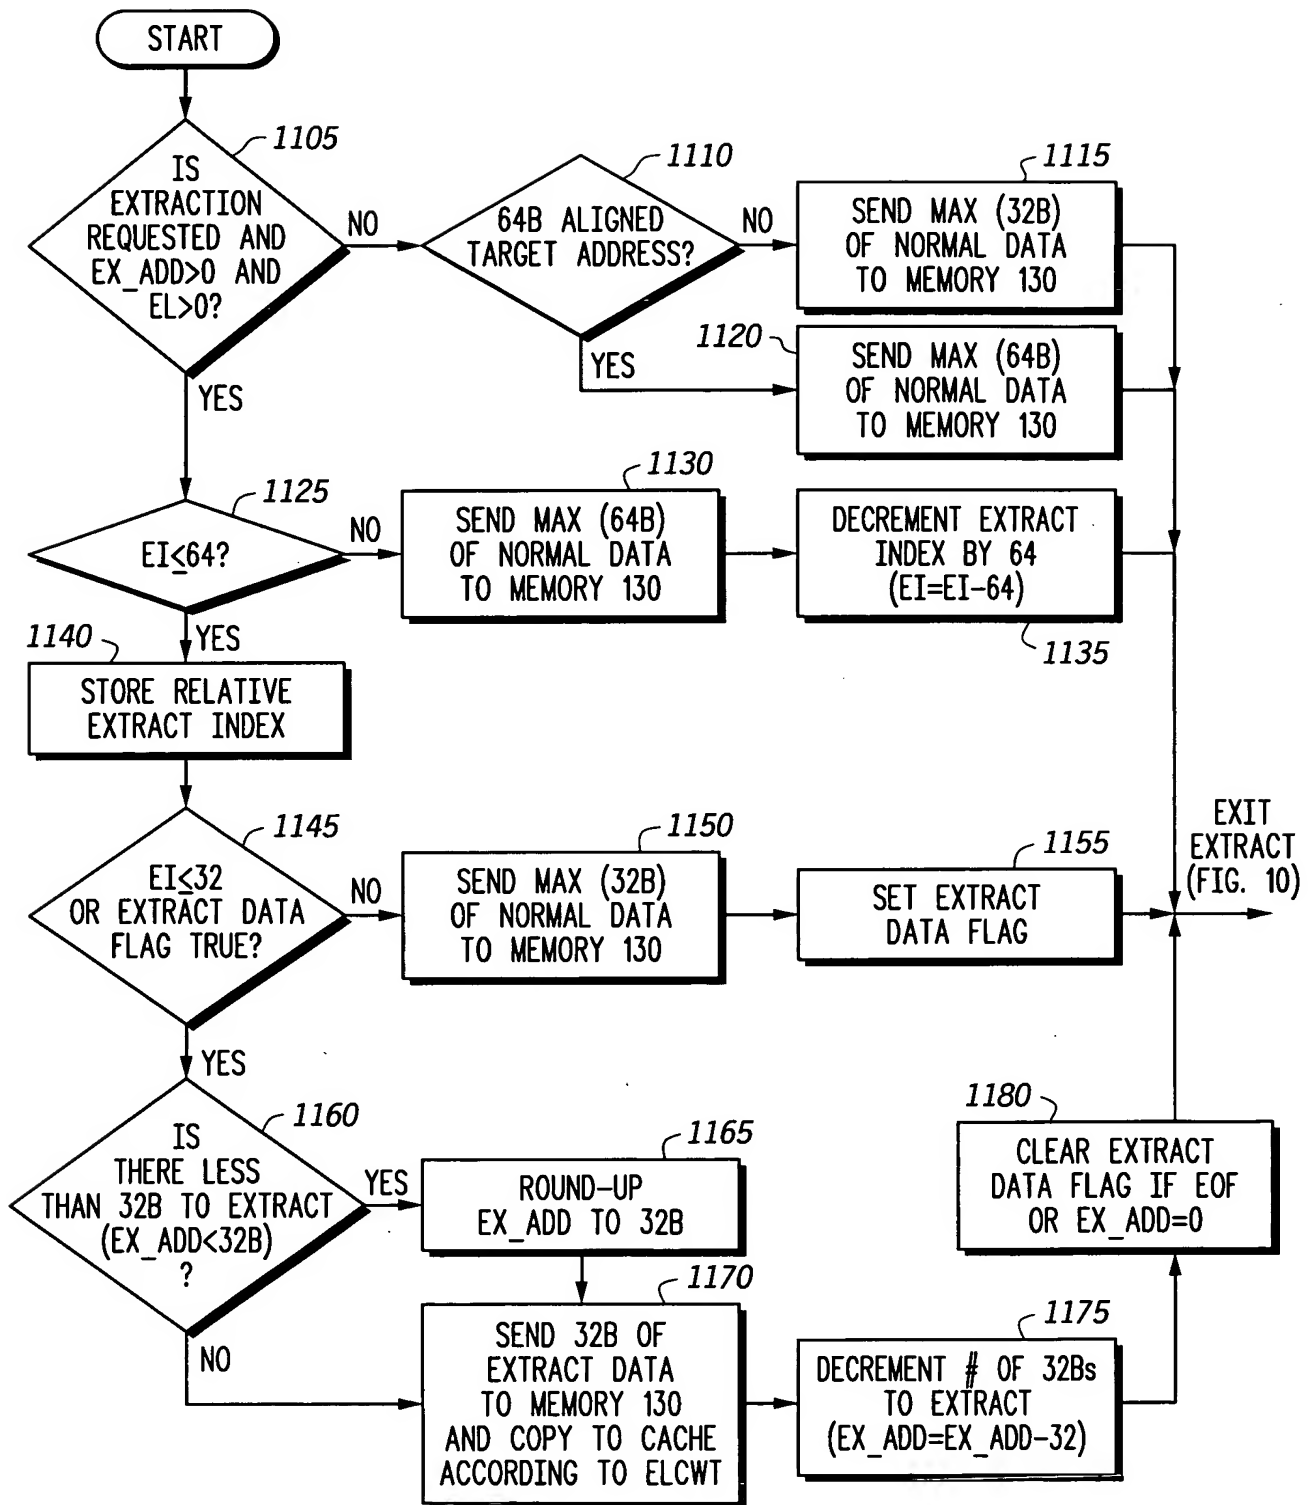 START
1105
IS
EXTRACTION
REQUESTED AND
EX_ADD>0 AND
EL>0?
NO
YES
1110
64B ALIGNED
TARGET ADDRESS?
NO
YES
1115
SEND MAX (32B)
OF NORMAL DATA
TO MEMORY 130
1120
SEND MAX (64B)
OF NORMAL DATA
TO MEMORY 130
1125
EI≤64?
NO
YES
1130
SEND MAX (64B)
OF NORMAL DATA
TO MEMORY 130
DECREMENT EXTRACT
INDEX BY 64
(EI=EI-64)
1135
1140
STORE RELATIVE
EXTRACT INDEX
1145
EI≤32
OR EXTRACT DATA
FLAG TRUE?
NO
YES
1150
SEND MAX (32B)
OF NORMAL DATA
TO MEMORY 130
1155
SET EXTRACT
DATA FLAG
EXIT
EXTRACT
(FIG. 10)
1160
IS
THERE LESS
THAN 32B TO EXTRACT
(EX_ADD<32B)
?
YES
NO
1165
ROUND-UP
EX_ADD TO 32B
1170
SEND 32B OF
EXTRACT DATA
TO MEMORY 130
AND COPY TO CACHE
ACCORDING TO ELCWT
1175
DECREMENT # OF 32Bs
TO EXTRACT
(EX_ADD=EX_ADD-32)
1180
CLEAR EXTRACT
DATA FLAG IF EOF
OR EX_ADD=0